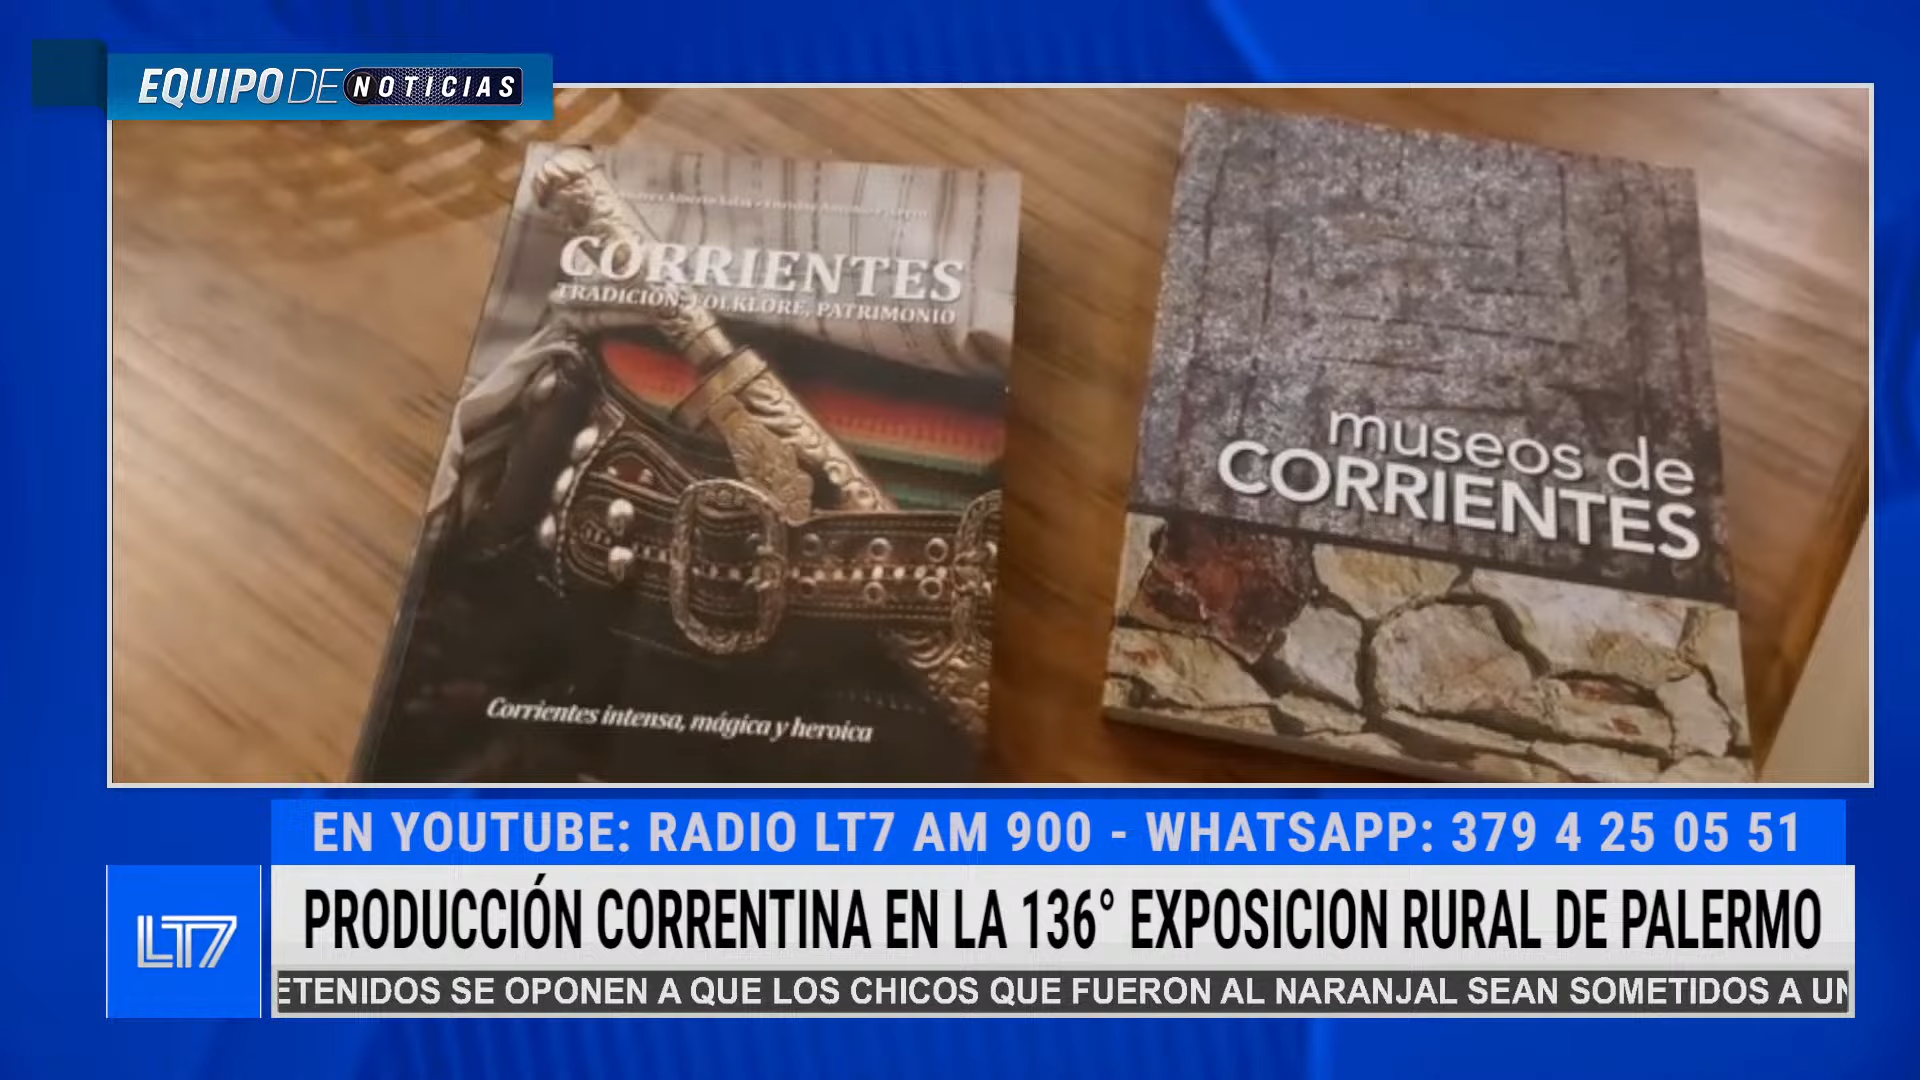 EQUIPO DE NOTICIAS
CORRIENTES
TRADICIÓN, FOLKLORE, PATRIMONIO
Corrientes intensa, mágica y heroica
museos de
CORRIENTES
EN YOUTUBE: RADIO LT7 AM 900 - WHATSAPP: 379 4 25 05 51
LT7
PRODUCCIÓN CORRENTINA EN LA 136° EXPOSICION RURAL DE PALERMO
ETENIDOS SE OPONEN A QUE LOS CHICOS QUE FUERON AL NARANJAL SEAN SOMETIDOS A UN